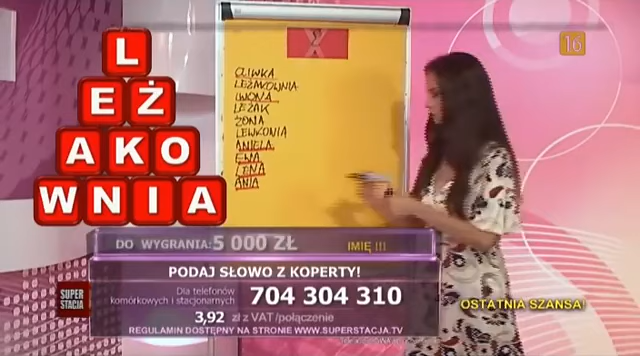 L
EŻ
AKO
WNIA
X
16
OLIWKA
LEŻAKOWNIA
IWONA
LEŻAK
ŻONA
LEWKONIA
ANIELA
EWA
LENA
ANIA
DO WYGRANIA: 5 000 ZŁ IMIĘ !!!
PODAJ SŁOWO Z KOPERTY!
Dla telefonów
komórkowych i stacjonarnych 704 304 310
3,92 zł z VAT/połączenie
REGULAMIN DOSTĘPNY NA STRONIE WWW.SUPERSTACJA.TV
SUPER
STACJA
OSTATNIA SZANSA!